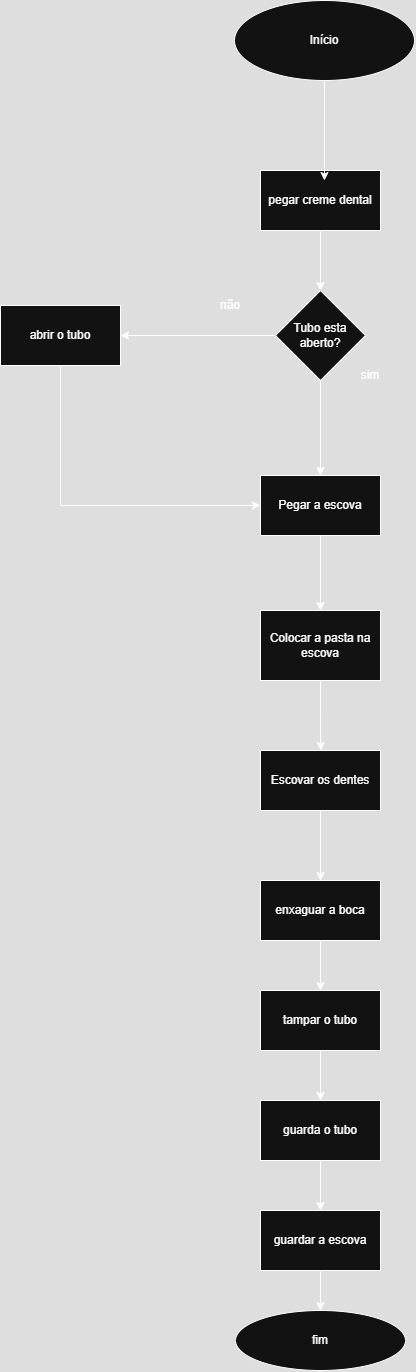 Início
pegar creme dental
não
Tubo esta
aberto?
abrir o tubo
sim
Pegar a escova
Colocar a pasta na
escova
Escovar os dentes
enxaguar a boca
tampar o tubo
guarda o tubo
guardar a escova
fim